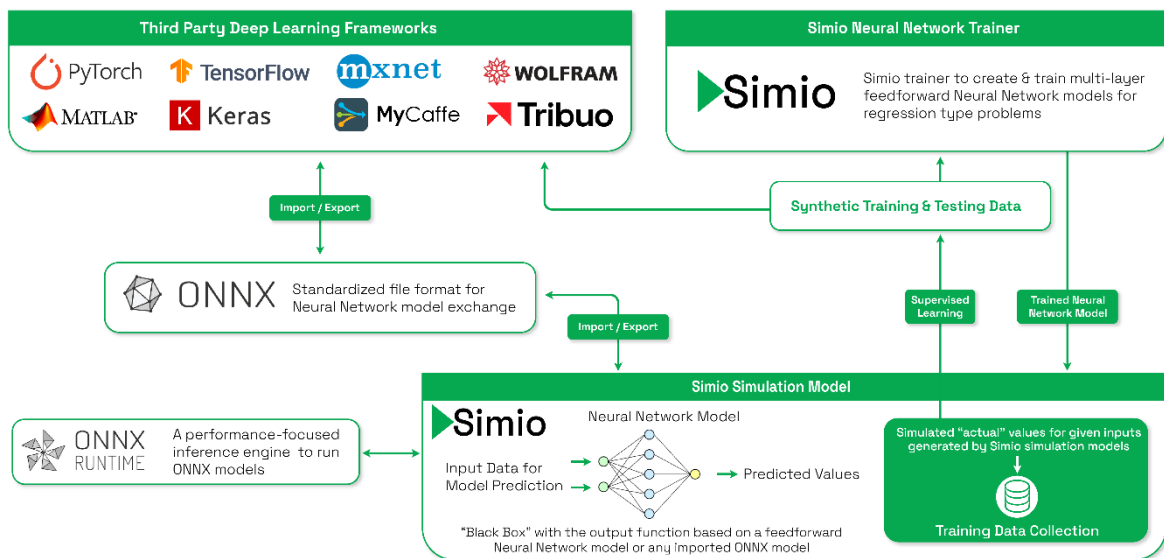 Third Party Deep Learning Frameworks
PyTorch
TensorFlow
mxnet
WOLFRAM
MATLAB®
Keras
MyCaffe
Tribuo
Simio Neural Network Trainer
Simio
Simio trainer to create & train multi-layer
feedforward Neural Network models for
regression type problems
Import / Export
Synthetic Training & Testing Data
ONNX
Standardized file format for
Neural Network model exchange
Import / Export
Supervised
Learning
Trained Neural
Network Model
Simio Simulation Model
Simio
Neural Network Model
Input Data for
Model Prediction
Predicted Values
"Black Box" with the output function based on a feedforward
Neural Network model or any imported ONNX model
Simulated "actual" values for given inputs
generated by Simio simulation models
Training Data Collection
ONNX
RUNTIME
A performance-focused
inference engine to run
ONNX models